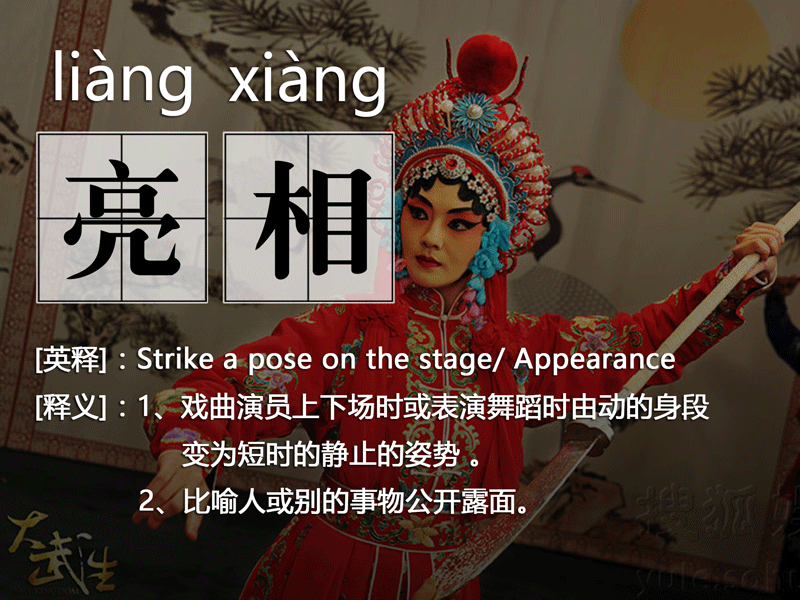 liàng xiàng
亮相
[英释]：Strike a pose on the stage/ Appearance
[释义]：1、戏曲演员上下场时或表演舞蹈时由动的身段
变为短时的静止的姿势 。
2、比喻人或别的事物公开露面。
大武生
搜狐娱
yule.sohu